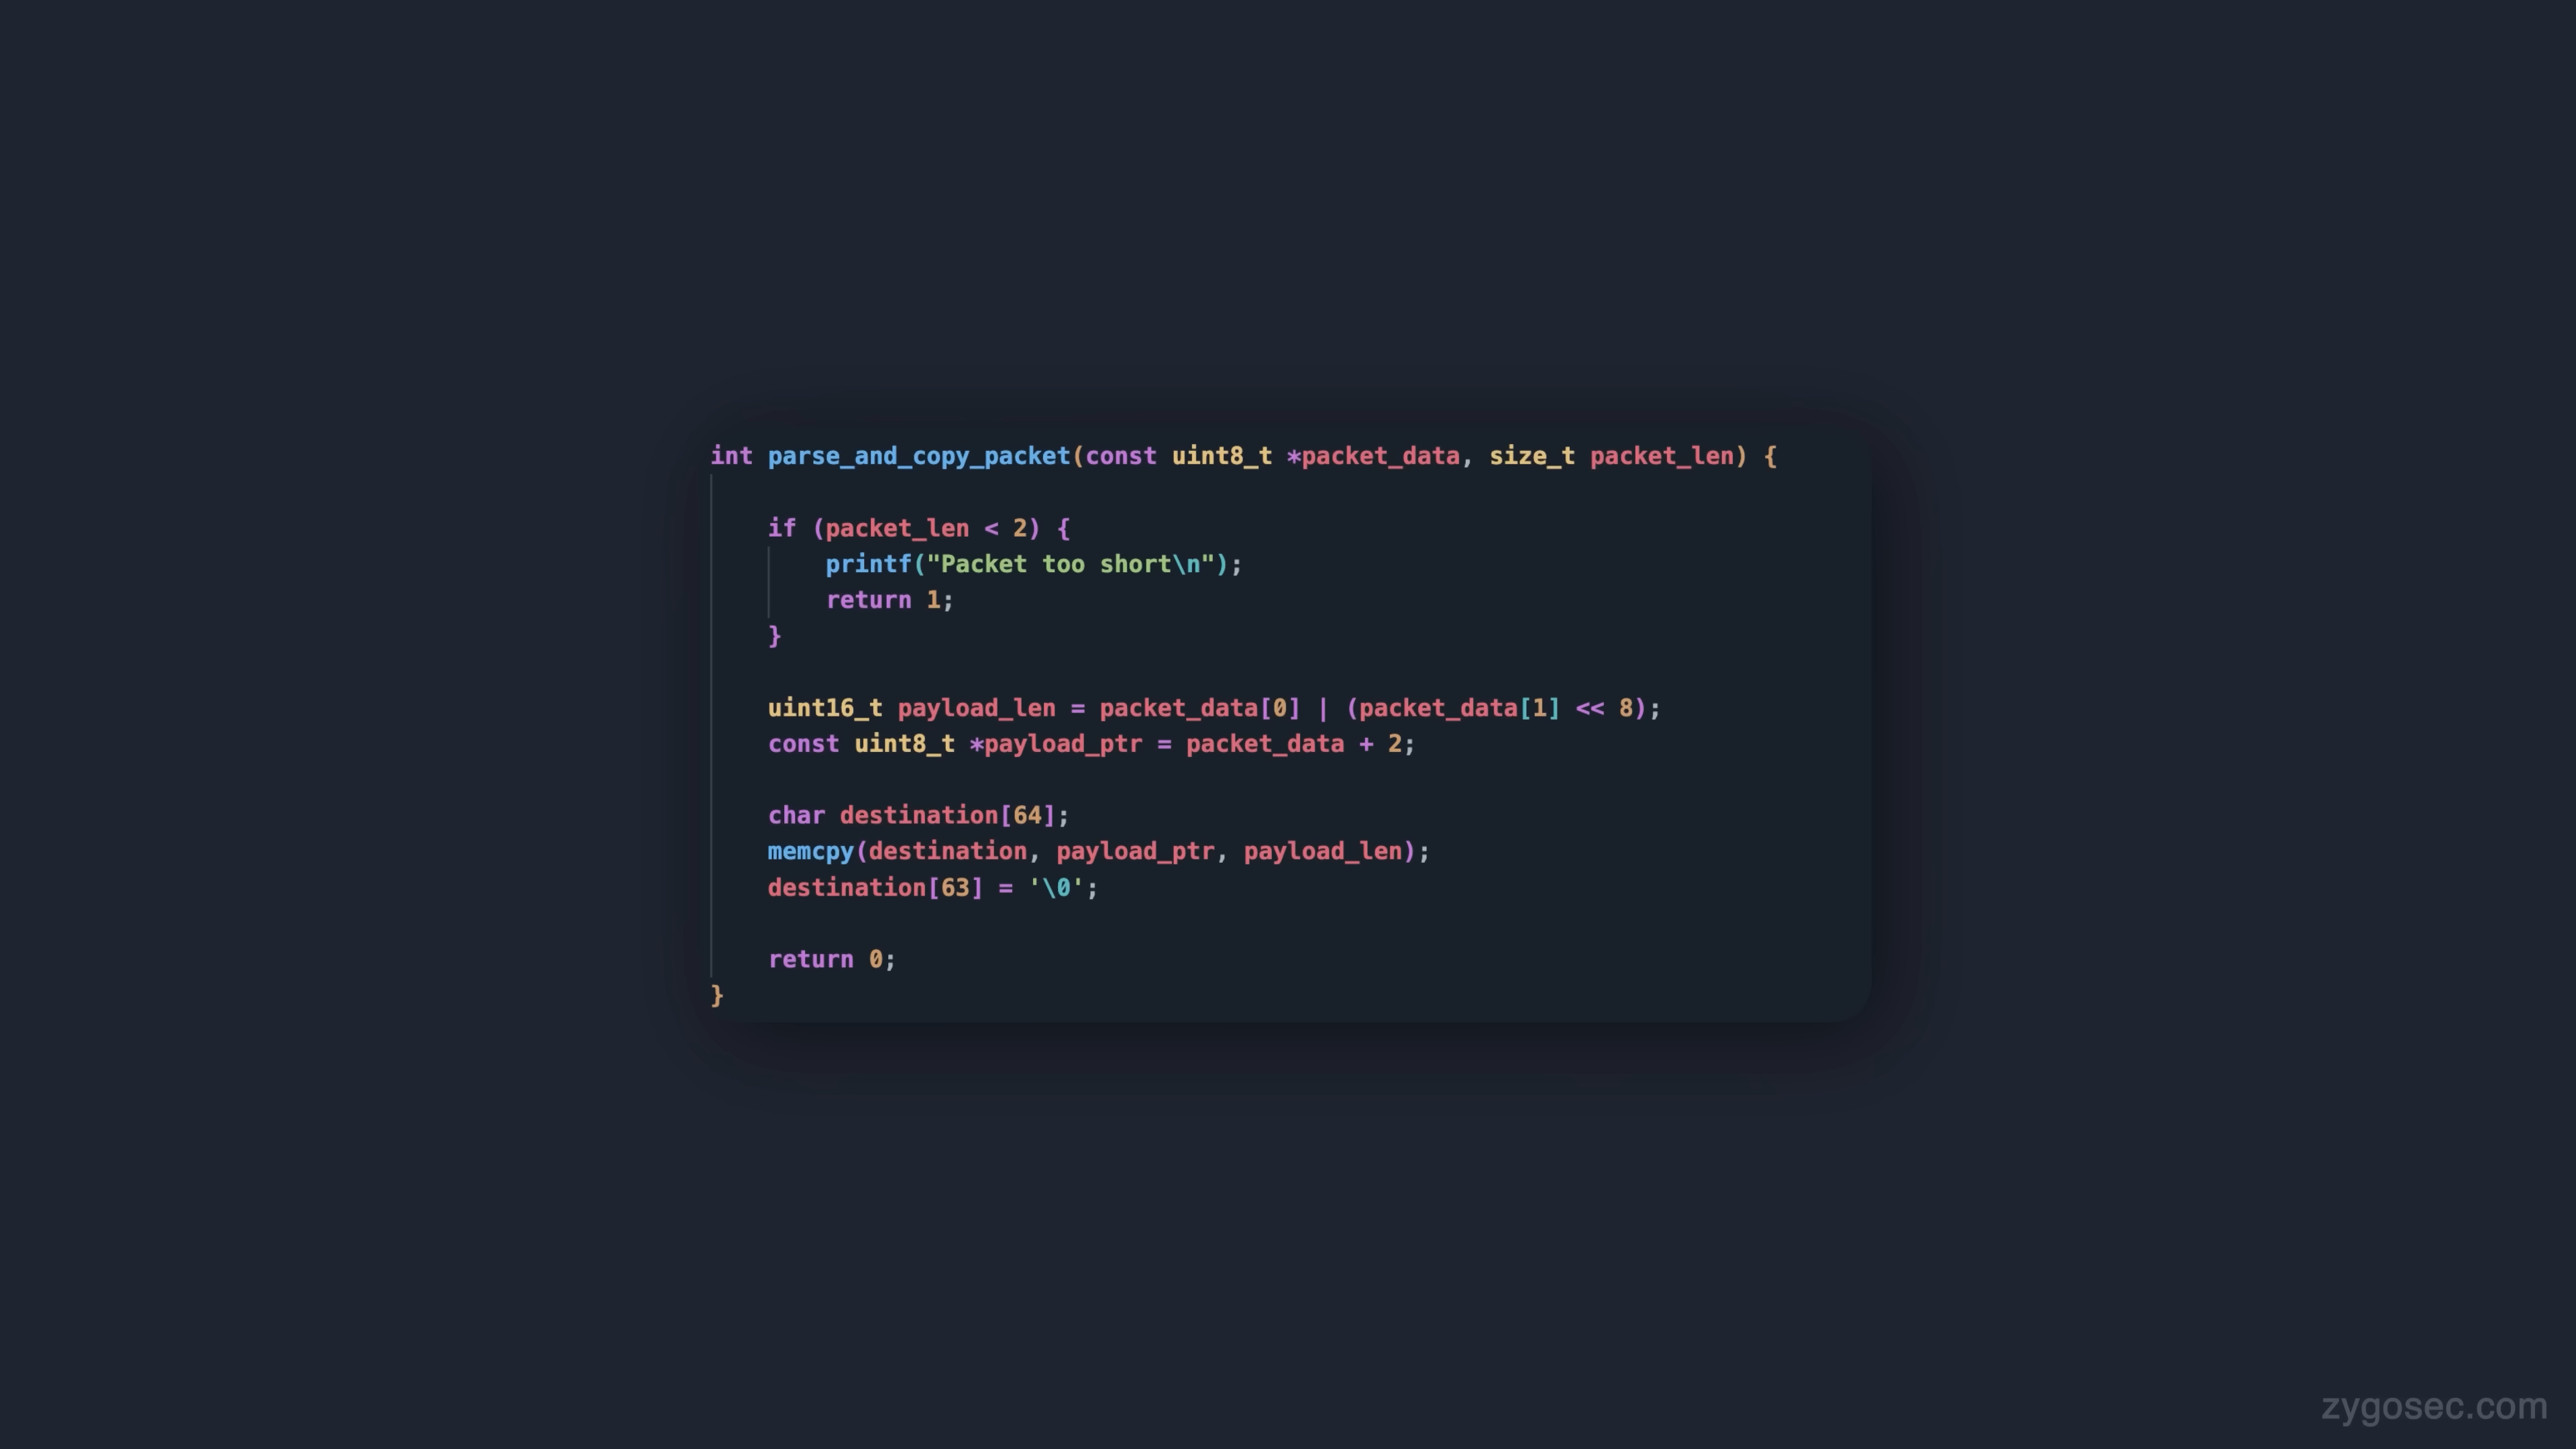 int parse_and_copy_packet(const uint8_t *packet_data, size_t packet_len) {
if (packet_len < 2) {
printf("Packet too short\n");
return 1;
}
uint16_t payload_len = packet_data[0] | (packet_data[1] << 8);
const uint8_t *payload_ptr = packet_data + 2;
char destination[64];
memcpy(destination, payload_ptr, payload_len);
destination[63] = '\0';
return 0;
}
zygosec.com